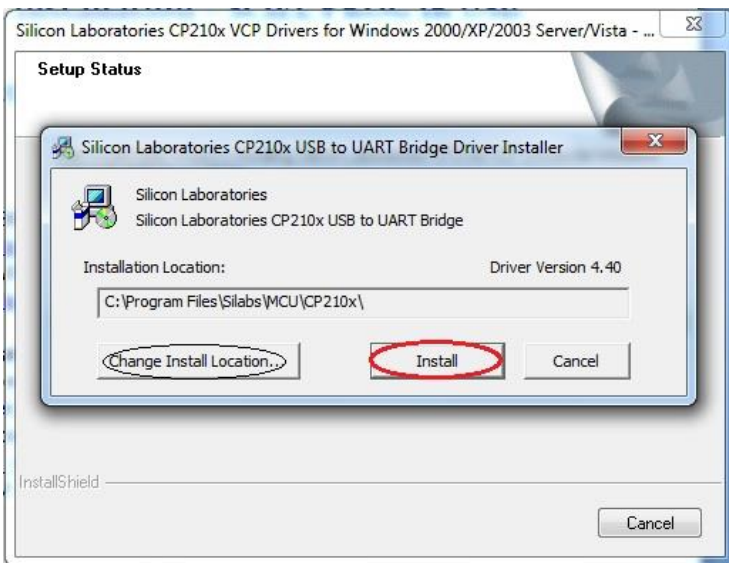 Silicon Laboratories CP210x VCP Drivers for Windows 2000/XP/2003 Server/Vista - ...
Setup Status
Silicon Laboratories CP210x USB to UART Bridge Driver Installer
Silicon Laboratories
Silicon Laboratories CP210x USB to UART Bridge
Installation Location: Driver Version 4.40
C:\Program Files\Silabs\MCU\CP210x\
Change Install Location... Install Cancel
InstallShield
Cancel